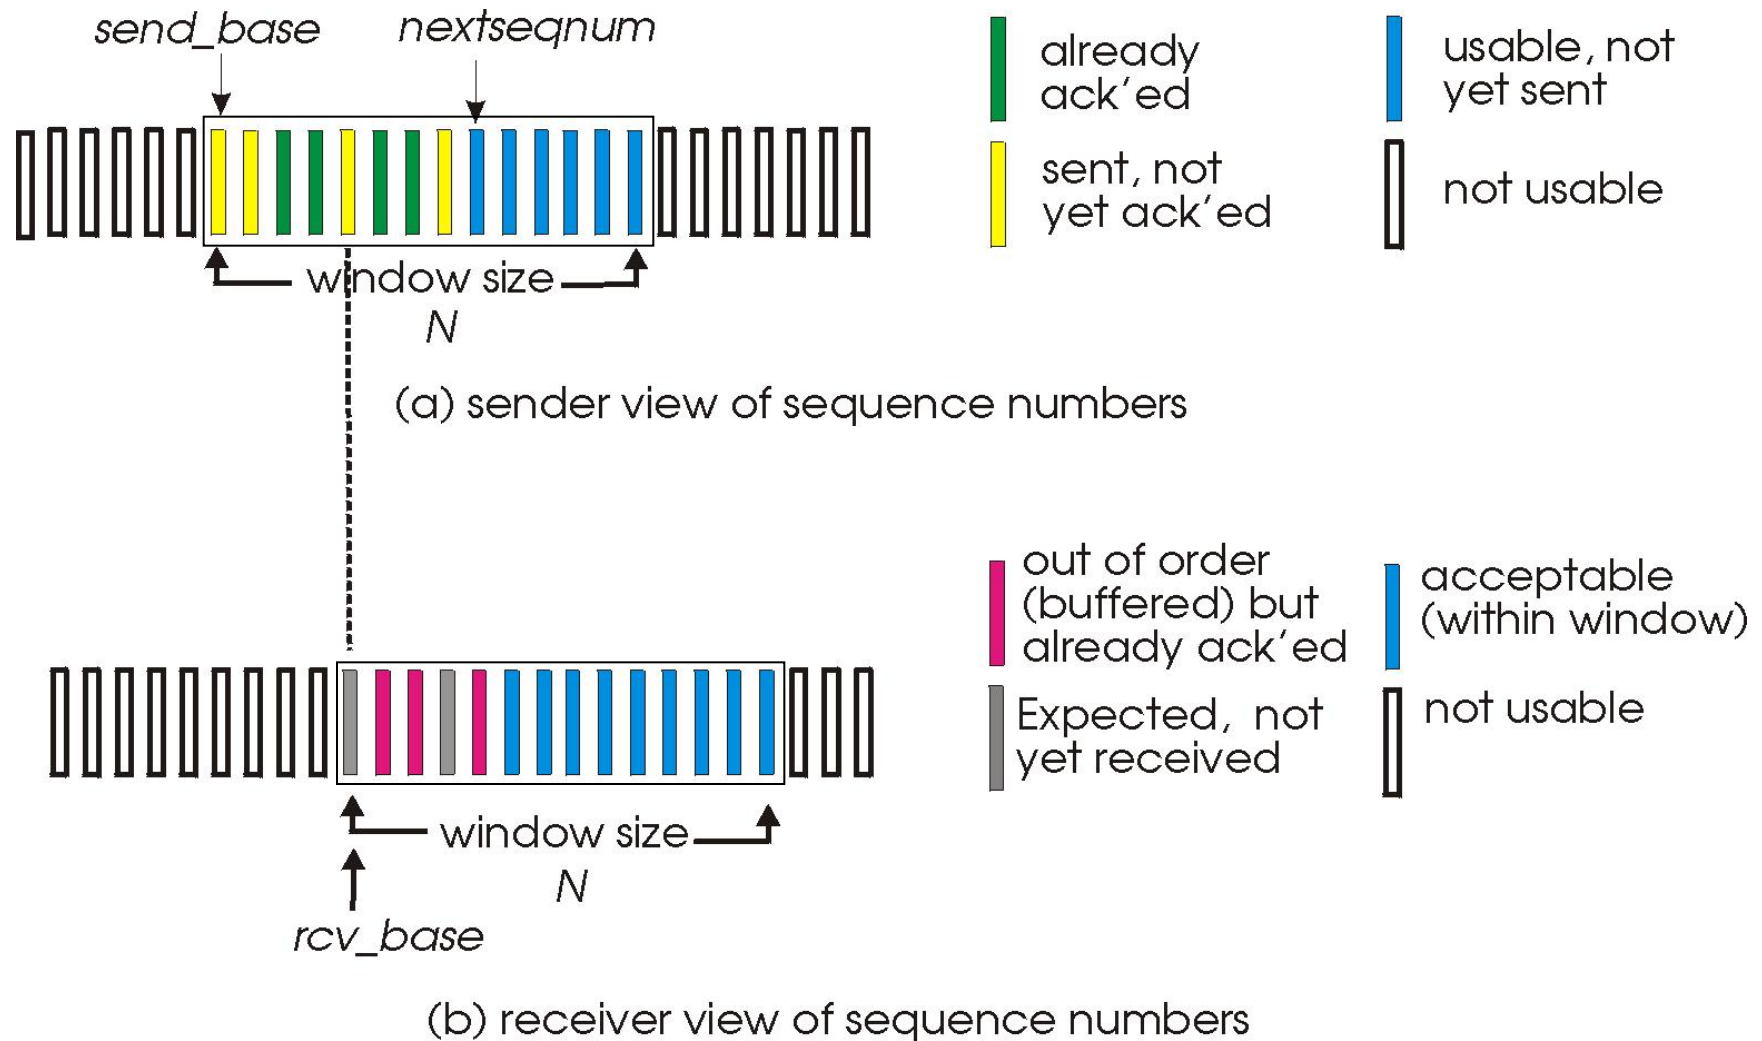 send_base
nextseqnum
already
ack'ed
usable, not
yet sent
sent, not
yet ack'ed
not usable
window size
N
(a) sender view of sequence numbers
out of order
(buffered) but
already ack'ed
acceptable
(within window)
Expected, not
yet received
not usable
window size
N
rcv_base
(b) receiver view of sequence numbers